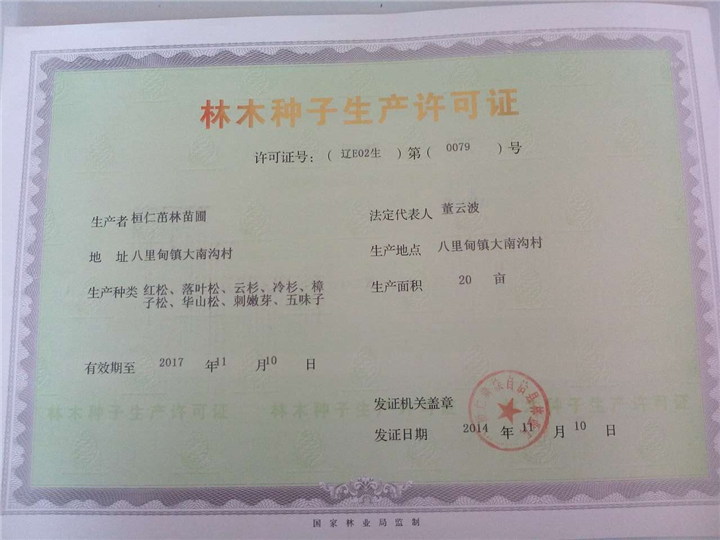 林木种子生产许可证
许可证号：（ 辽E02生 ）第（ 0079 ）号
生产者 桓仁茁林苗圃 法定代表人 董云波
地 址 八里甸镇大南沟村 生产地点 八里甸镇大南沟村
生产种类 红松、落叶松、云杉、冷杉、樟 生产面积 20 亩
子松、华山松、刺嫩芽、五味子
有效期至 2017 年 11 月 10 日
发证机关盖章
发证日期 2014 年 11 月 10 日
林木种子生产许可证 林木种子生产许可证
国家林业局监制